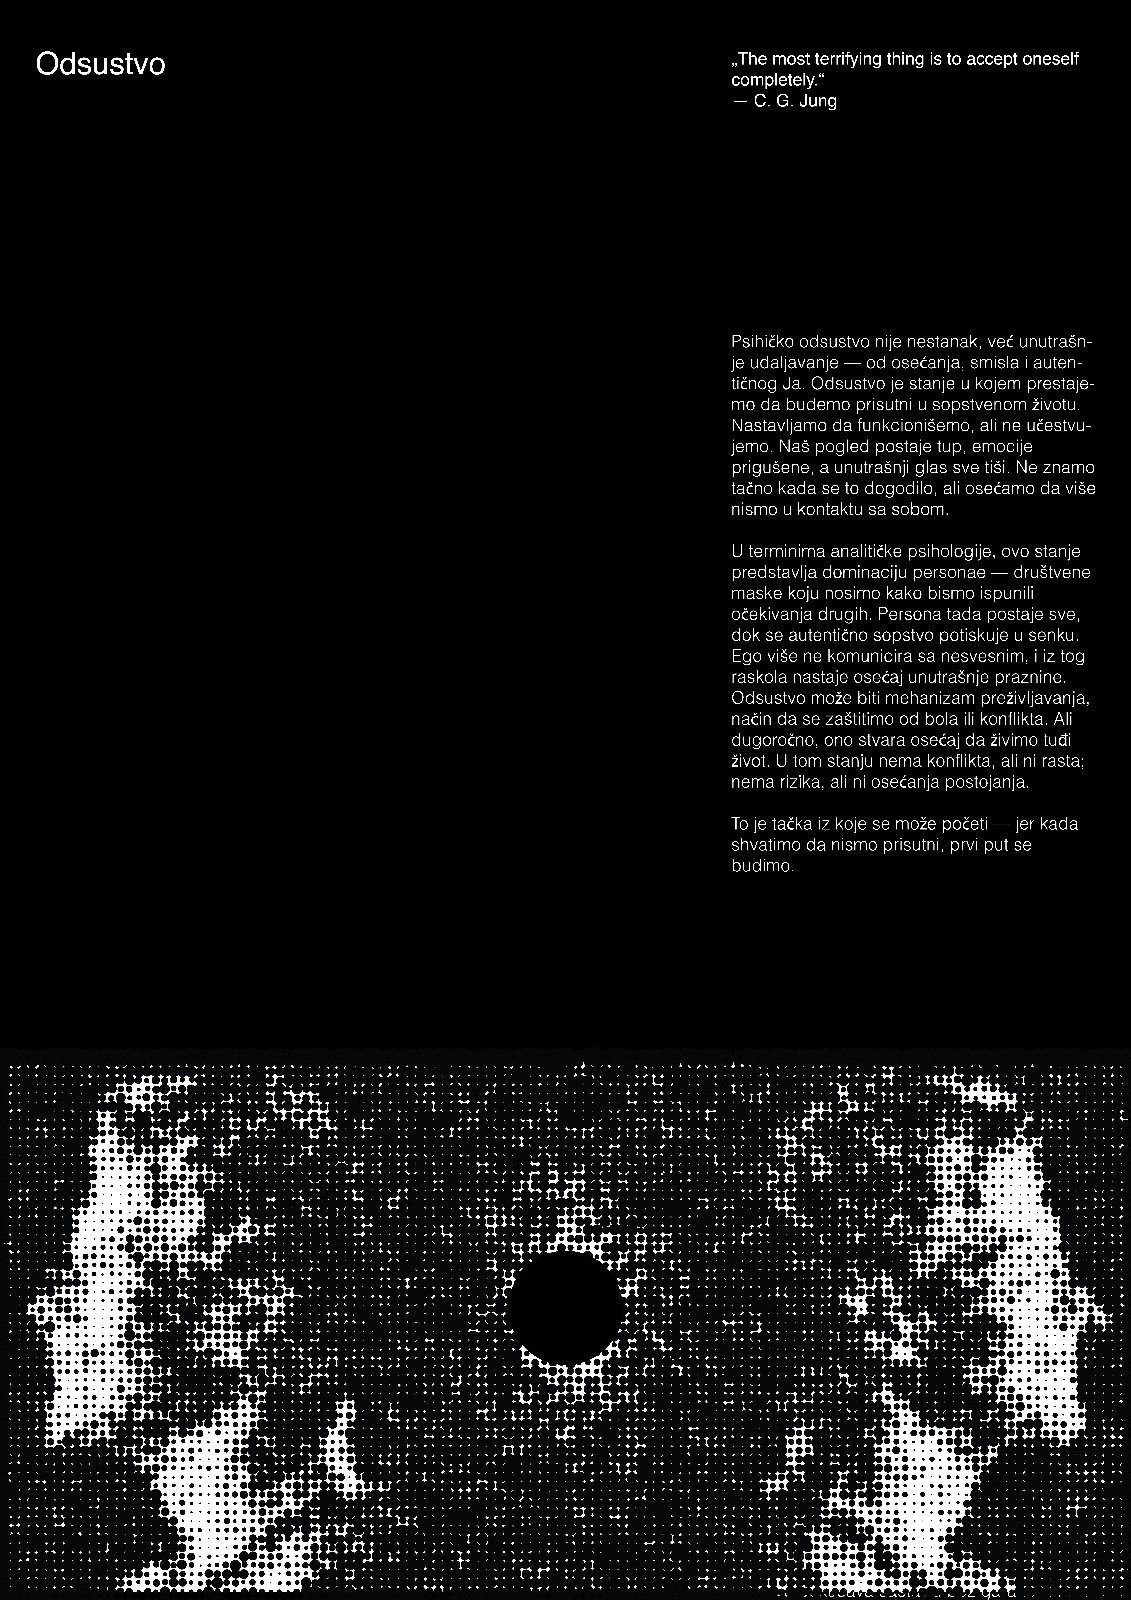 Odsustvo
„The most terrifying thing is to accept oneself
completely.“
— C. G. Jung
Psihičko odsustvo nije nestanak, već unutrašn-
je udaljavanje — od osećanja, smisla i auten-
tičnog Ja. Odsustvo je stanje u kojem prestaje-
mo da budemo prisutni u sopstvenom životu.
Nastavljamo da funkcionišemo, ali ne učestvu-
jemo. Naš pogled postaje tup, emocije
prigušene, a unutrašnji glas sve tiši. Ne znamo
tačno kada se to dogodilo, ali osećamo da više
nismo u kontaktu sa sobom.
U terminima analitičke psihologije, ovo stanje
predstavlja dominaciju personae — društvene
maske koju nosimo kako bismo ispunili
očekivanja drugih. Persona tada postaje sve,
dok se autentično sopstvo potiskuje u senku.
Ego više ne komunicira sa nesvesnim, i iz tog
raskola nastaje osećaj unutrašnje praznine.
Odsustvo može biti mehanizam preživljavanja,
način da se zaštitimo od bola ili konflikta. Ali
dugoročno, ono stvara osećaj da živimo tuđi
život. U tom stanju nema konflikta, ali ni rasta;
nema rizika, ali ni osećanja postojanja.
To je tačka iz koje se može početi — jer kada
shvatimo da nismo prisutni, prvi put se
budimo.